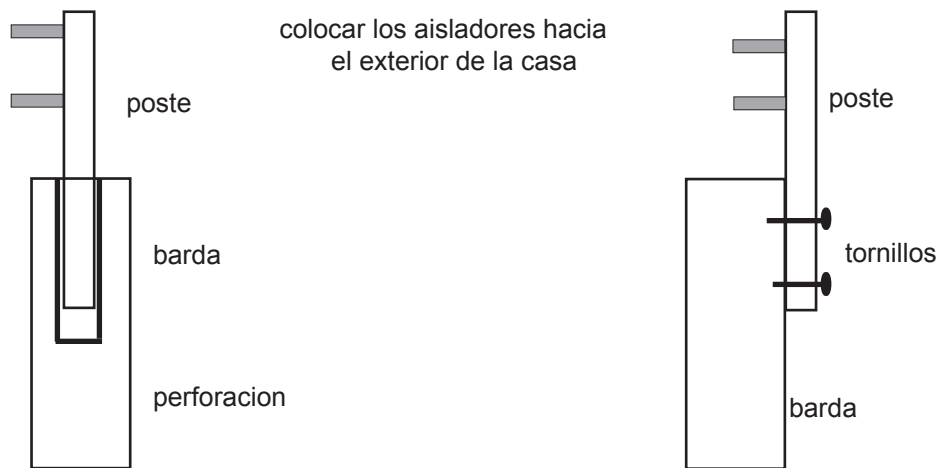 colocar los aisladores hacia
el exterior de la casa
poste
barda
perforacion
poste
tornillos
barda